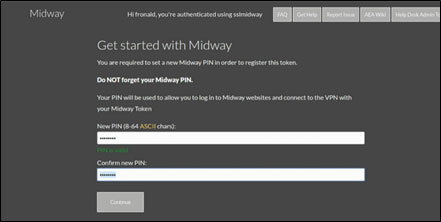 Midway
Hi fronald, you're authenticated using sslmidway
FAQ
Get Help
Report Issue
AEA Wiki
Help Desk Admin
Get started with Midway
You are required to set a new Midway PIN in order to register this token.
Do NOT forget your Midway PIN.
Your PIN will be used to allow you to log in to Midway websites and connect to the VPN with
your Midway Token
New PIN (8-64 ASCII chars):
••••••••
PIN is valid
Confirm new PIN:
••••••••
Continue